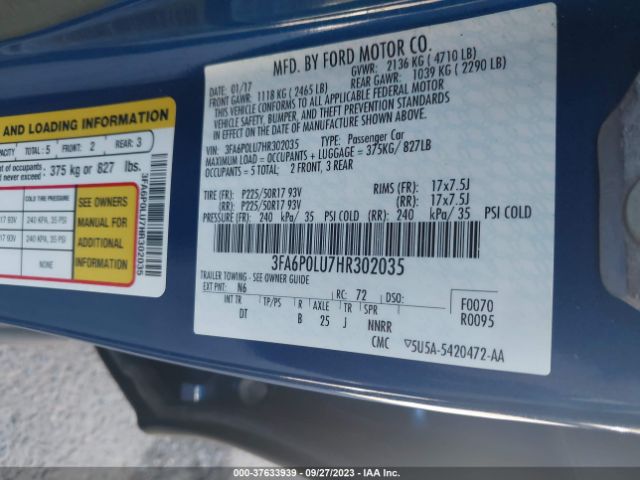 MFD. BY FORD MOTOR CO.
DATE: 01/17 GVWR: 2136 KG ( 4710 LB)
FRONT GAWR: 1118 KG ( 2465 LB) REAR GAWR: 1039 KG ( 2290 LB)
THIS VEHICLE CONFORMS TO ALL APPLICABLE FEDERAL MOTOR
VEHICLE SAFETY, BUMPER, AND THEFT PREVENTION STANDARDS
IN EFFECT ON THE DATE OF MANUFACTURE SHOWN ABOVE.
VIN: 3FA6P0LU7HR302035 TYPE: Passenger Car
MAXIMUM LOAD = OCCUPANTS + LUGGAGE = 375KG/ 827LB
OCCUPANTS = 5 TOTAL: 2 FRONT, 3 REAR
TIRE (FR): P225/50R17 93V RIMS (FR): 17x7.5J
(RR): P225/50R17 93V (RR): 17x7.5J
PRESSURE (FR): 240 kPa/ 35 PSI COLD (RR): 240 kPa/ 35 PSI COLD
3FA6P0LU7HR302035
TRAILER TOWING - SEE OWNER GUIDE
EXT PNT: N6 RC: 72 DSO:
INT TR TP/PS R AXLE TR SPR
DT B 25 J NNRR
F0070
R0095
CMC 5U5A-5420472-AA
AND LOADING INFORMATION
TOTAL : 5 FRONT: 2 REAR: 3
of occupants and
never exceed : 375 kg or 827 lbs.
COLD TIRE PRESSURE
17 93V 240 KPA, 35 PSI
17 93V 240 KPA, 35 PSI
NONE
SEE OWNERS
MANUAL FOR
ADDITIONAL
INFORMATION
3FA6P0LU7HR302035
000-37633939 - 09/27/2023 - IAA Inc.